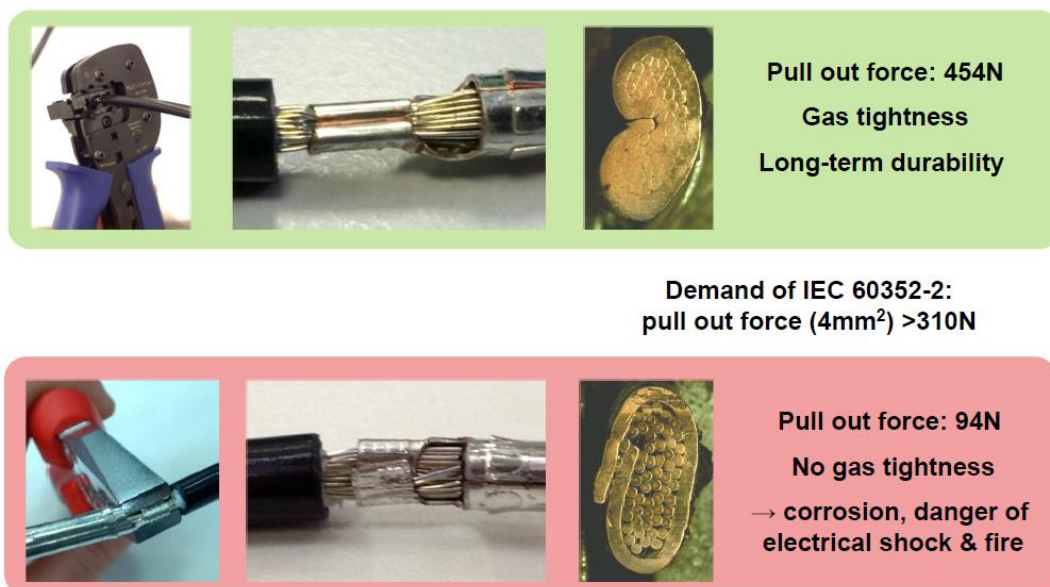 Pull out force: 454N
Gas tightness
Long-term durability
Demand of IEC 60352-2:
pull out force (4mm²) >310N
Pull out force: 94N
No gas tightness
→ corrosion, danger of
electrical shock & fire